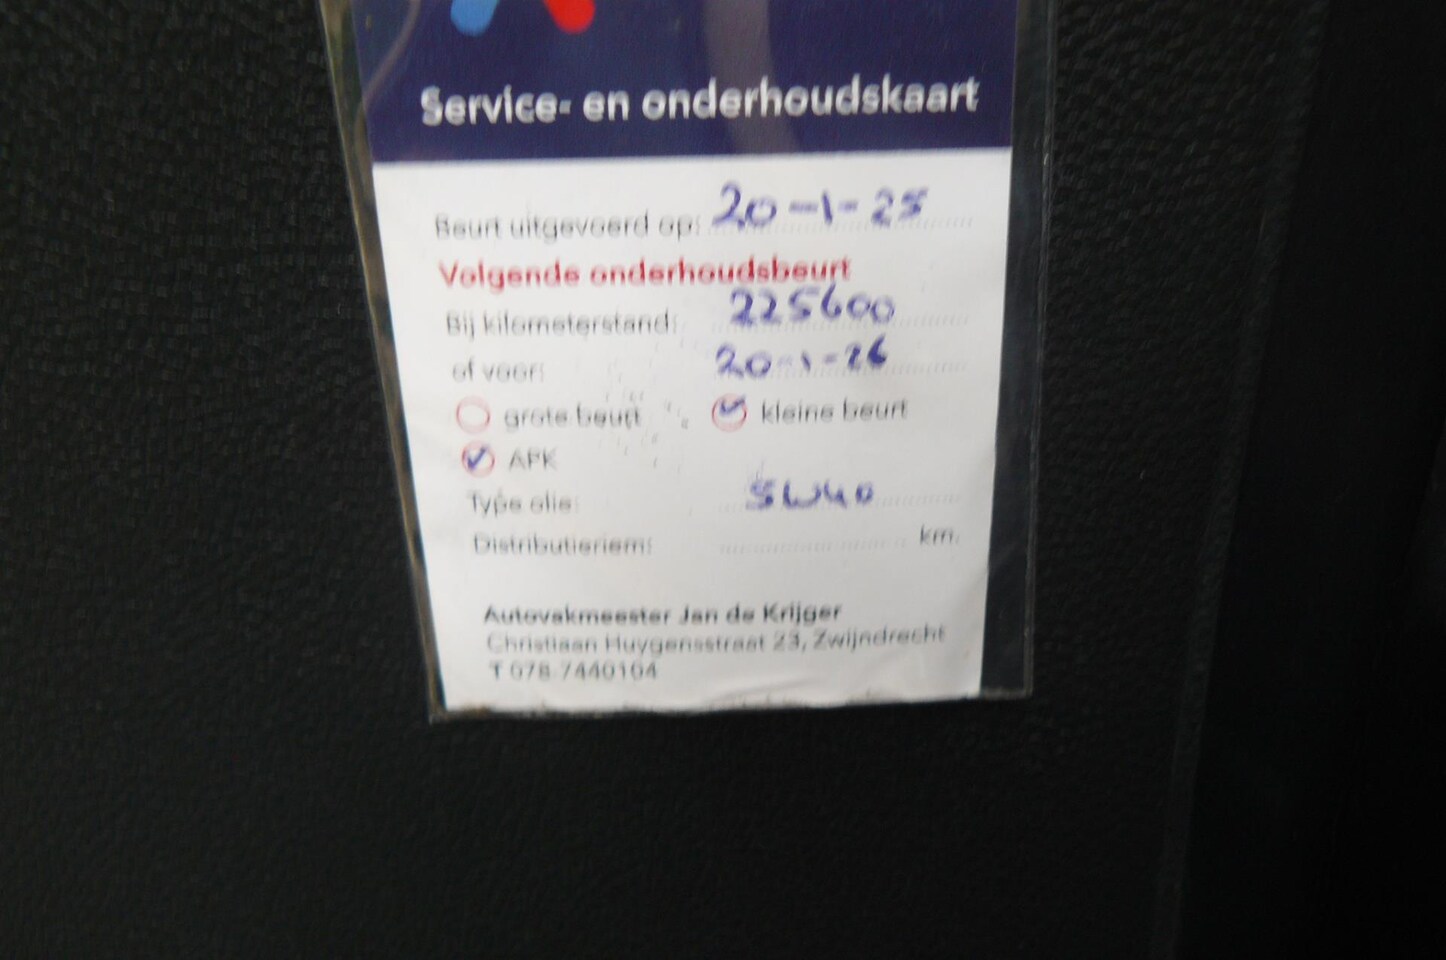 Service- en onderhoudskaart
Beurt uitgevoerd op: 20-1-25
Volgende onderhoudsbeurt
Bij kilometerstand: 225600
of voor: 20-1-26
grote beurt kleine beurt
APK
Type olie: 5W40
Distributieriem: km.
Autovakmeester Jan de Krijger
Christiaan Huygensstraat 23, Zwijndrecht
T 078-7440104